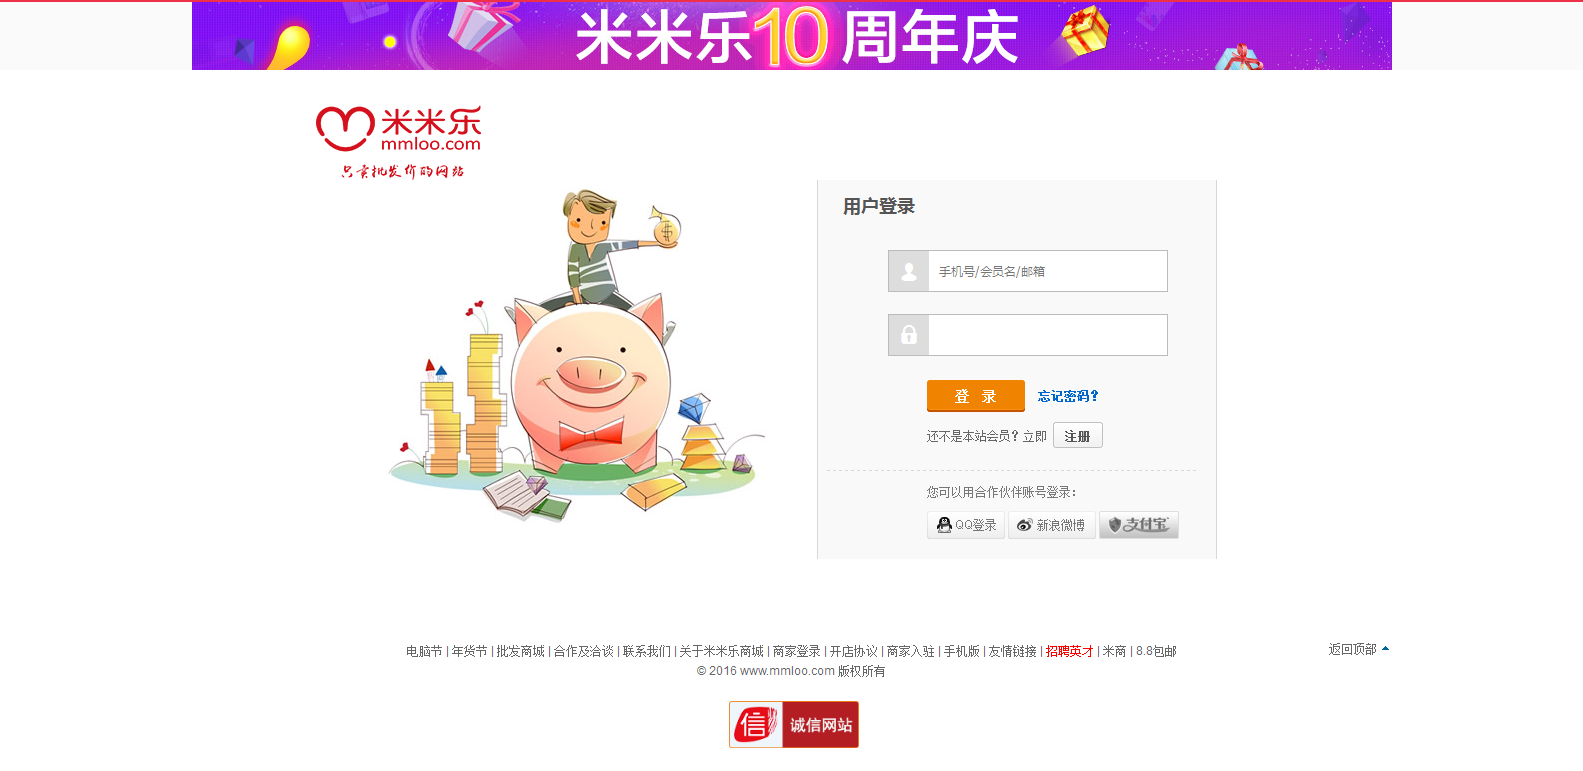 米米乐10周年庆
米米乐
mmloo.com
只卖批发价的网站
用户登录
手机号/会员名/邮箱
登 录 忘记密码?
还不是本站会员? 立即 注册
您可以用合作伙伴账号登录:
QQ登录 新浪微博 支付宝
电脑节 | 年货节 | 批发商城 | 合作及洽谈 | 联系我们 | 关于米米乐商城 | 商家登录 | 开店协议 | 商家入驻 | 手机版 | 友情链接 | 招聘英才 | 米商 | 8.8包邮
返回顶部
© 2016 www.mmloo.com 版权所有
信 诚信网站